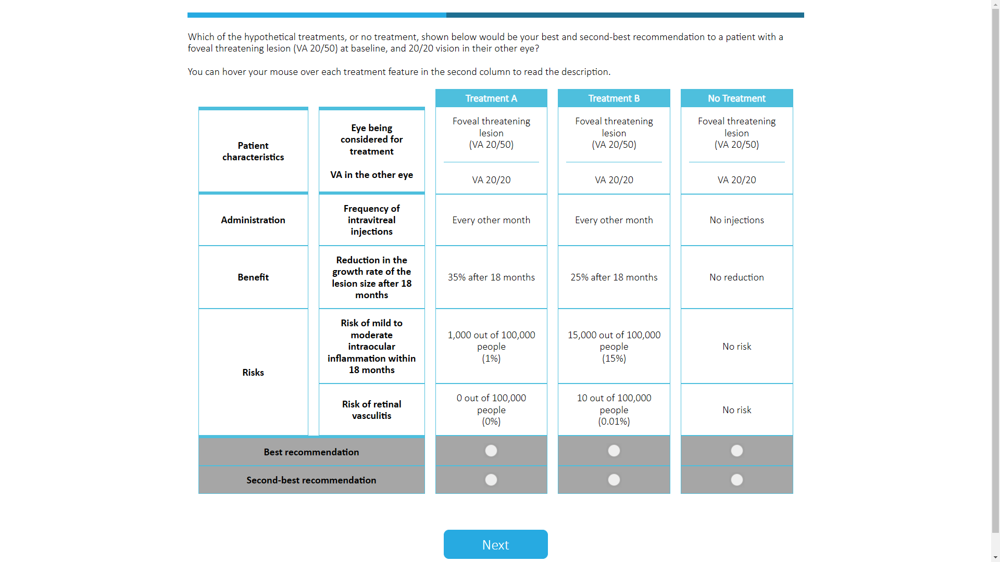 Which of the hypothetical treatments, or no treatment, shown below would be your best and second-best recommendation to a patient with a
foveal threatening lesion (VA 20/50) at baseline, and 20/20 vision in their other eye?
You can hover your mouse over each treatment feature in the second column to read the description.
Treatment A
Treatment B
No Treatment
Patient
characteristics
Eye being
considered for
treatment
VA in the other eye
Foveal threatening
lesion
(VA 20/50)
VA 20/20
Foveal threatening
lesion
(VA 20/50)
VA 20/20
Foveal threatening
lesion
(VA 20/50)
VA 20/20
Administration
Frequency of
intravitreal
injections
Every other month
Every other month
No injections
Benefit
Reduction in the
growth rate of the
lesion size after 18
months
35% after 18 months
25% after 18 months
No reduction
Risks
Risk of mild to
moderate
intraocular
inflammation within
18 months
1,000 out of 100,000
people
(1%)
15,000 out of 100,000
people
(15%)
No risk
Risk of retinal
vasculitis
0 out of 100,000
people
(0%)
10 out of 100,000
people
(0.01%)
No risk
Best recommendation
Second-best recommendation
Next